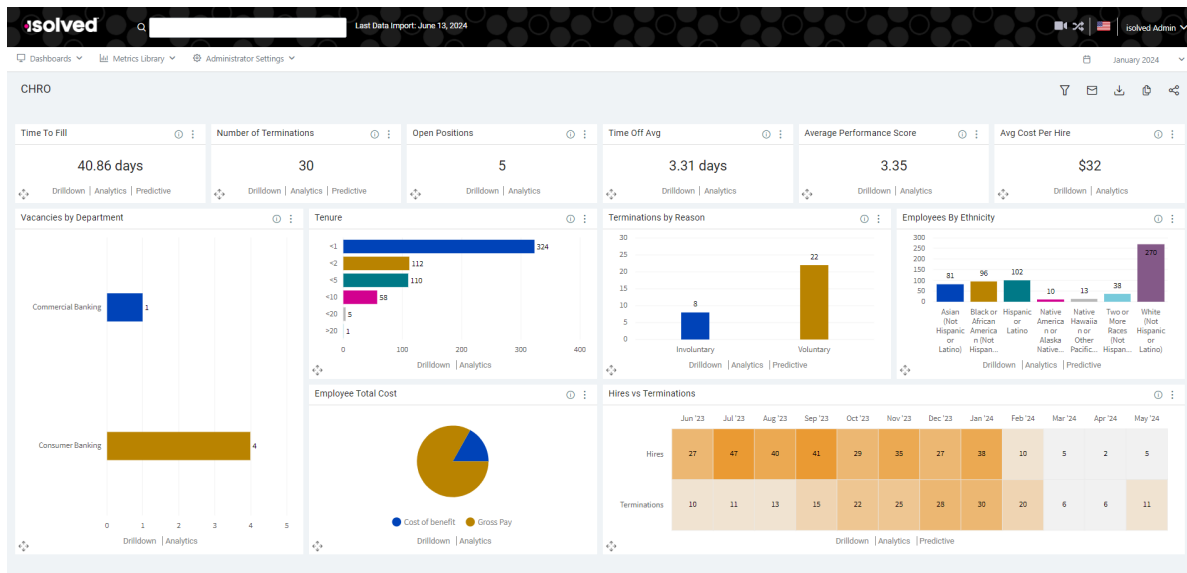 isolved
Last Data Import: June 13, 2024
isolved Admin
Dashboards
Metrics Library
Administrator Settings
January 2024
CHRO
Time To Fill
40.86 days
Drilldown | Analytics | Predictive
Number of Terminations
30
Drilldown | Analytics | Predictive
Open Positions
5
Drilldown | Analytics
Time Off Avg
3.31 days
Drilldown | Analytics
Average Performance Score
3.35
Drilldown | Analytics
Avg Cost Per Hire
$32
Drilldown | Analytics
Vacancies by Department
Commercial Banking
1
Consumer Banking
4
0 1 2 3 4 5
Drilldown | Analytics
Tenure
<1 324
<2 112
<5 110
<10 58
<20 5
>20 1
0 100 200 300 400
Drilldown | Analytics
Terminations by Reason
30
25
20
15
10
5
0
8
22
Involuntary Voluntary
Drilldown | Analytics | Predictive
Employees By Ethnicity
300
250
200
150
100
50
0
81 96 102 10 13 38 270
Asian
(Not
Hispanic
or
Latino)
Black or
African
America
n (Not
Hispan...
Hispanic
or
Latino
Native
America
n or
Alaska
Native...
Native
Hawaiia
n or
Other
Pacific...
Two or
More
Races
(Not
Hispan...
White
(Not
Hispanic
or
Latino)
Drilldown | Analytics | Predictive
Employee Total Cost
Cost of benefit Gross Pay
Drilldown | Analytics
Hires vs Terminations
Jun '23 Jul '23 Aug '23 Sep '23 Oct '23 Nov '23 Dec '23 Jan '24 Feb '24 Mar '24 Apr '24 May '24
Hires 27 47 40 41 29 35 27 38 10 5 2 5
Terminations 10 11 13 15 22 25 28 30 20 6 6 11
Drilldown | Analytics | Predictive